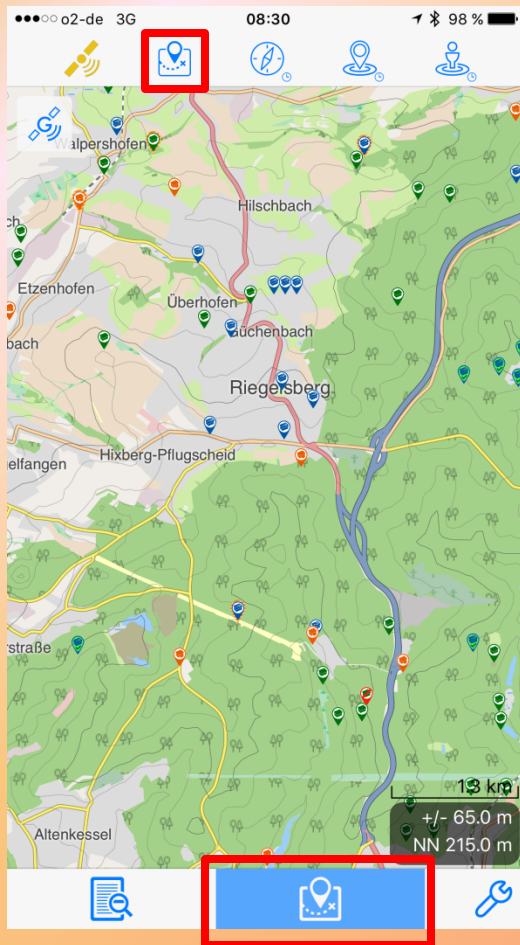 o2-de 3G 08:30 98 %
G
Walpershofen
Hilschbach
ch
Etzenhofen
Überhofen
bach
Güchenbach
Riegelsberg
elfangen
Hixberg-Pflugscheid
rstraße
1.3 km
+/- 65.0 m
Altenkessel
NN 215.0 m